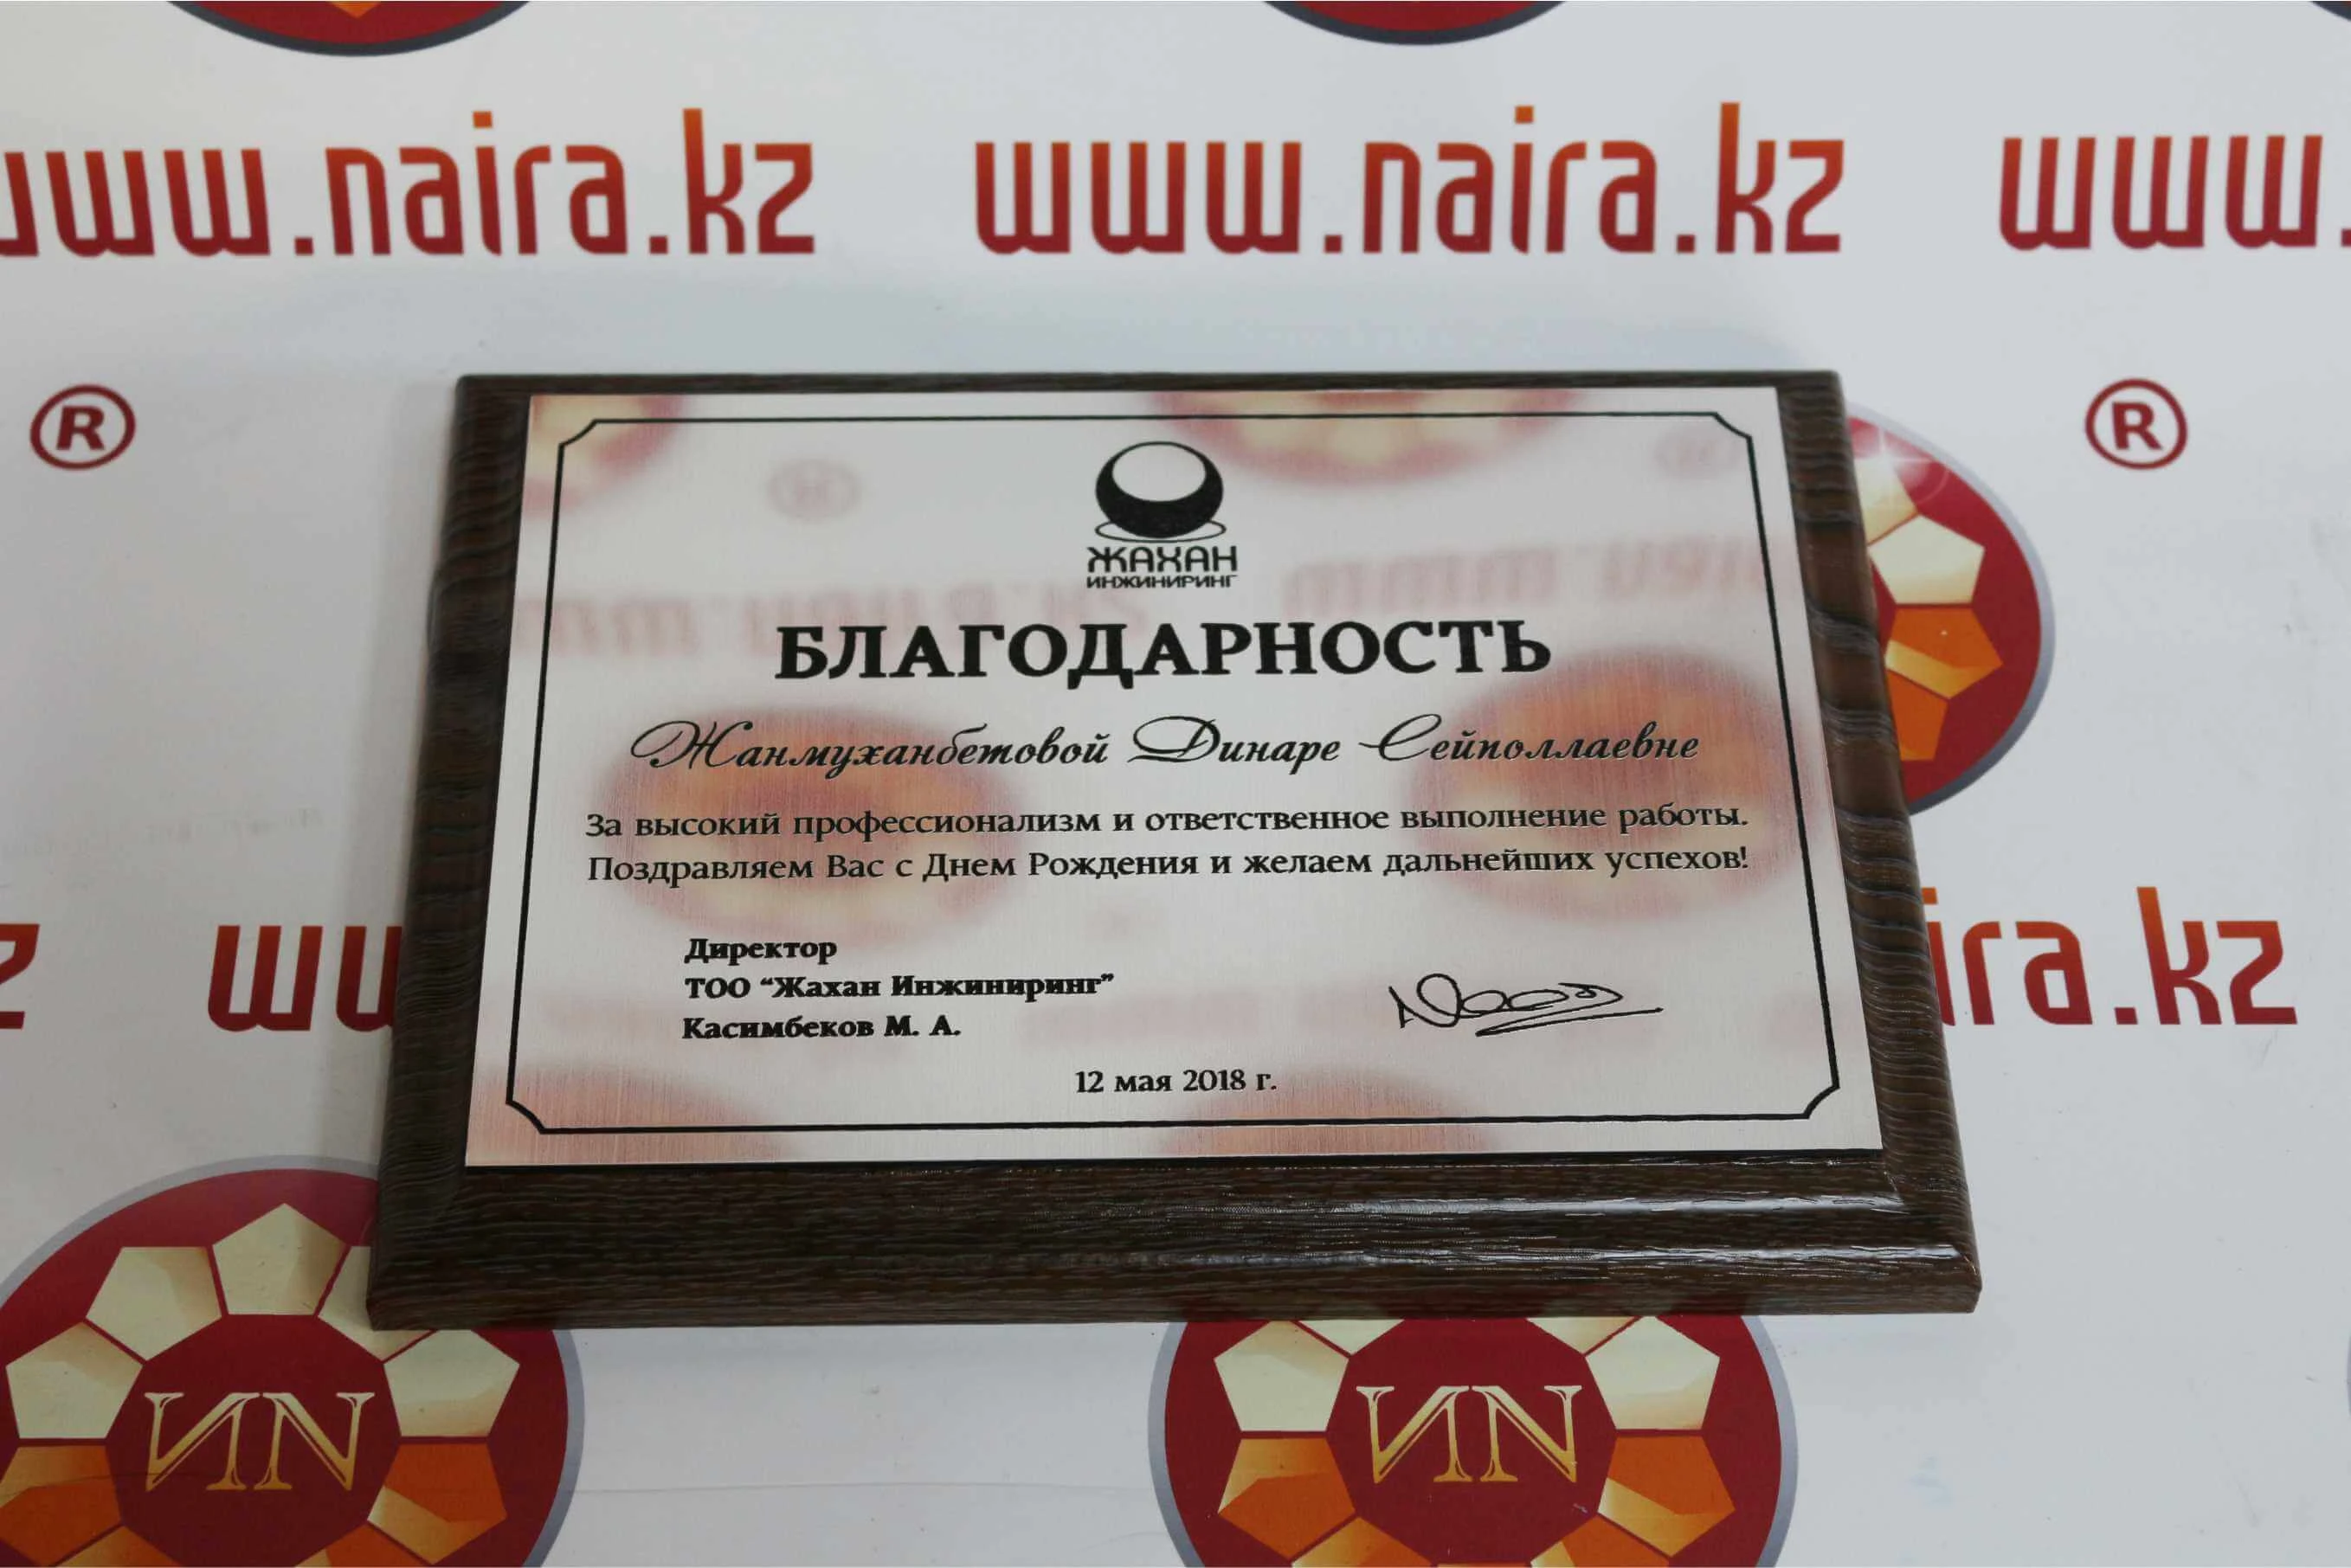 www.naira.kz www.naira.kz www.
® ®
ЖАХАН
ИНЖИНИРИНГ
БЛАГОДАРНОСТЬ
Жанмуханбетовой Динаре Сейполлаевне
За высокий профессионализм и ответственное выполнение работы.
Поздравляем Вас с Днем Рождения и желаем дальнейших успехов!
Директор
ТОО “Жахан Инжиниринг”
Касимбеков М. А.
12 мая 2018 г.
z ww ira.kz
ИN ИN